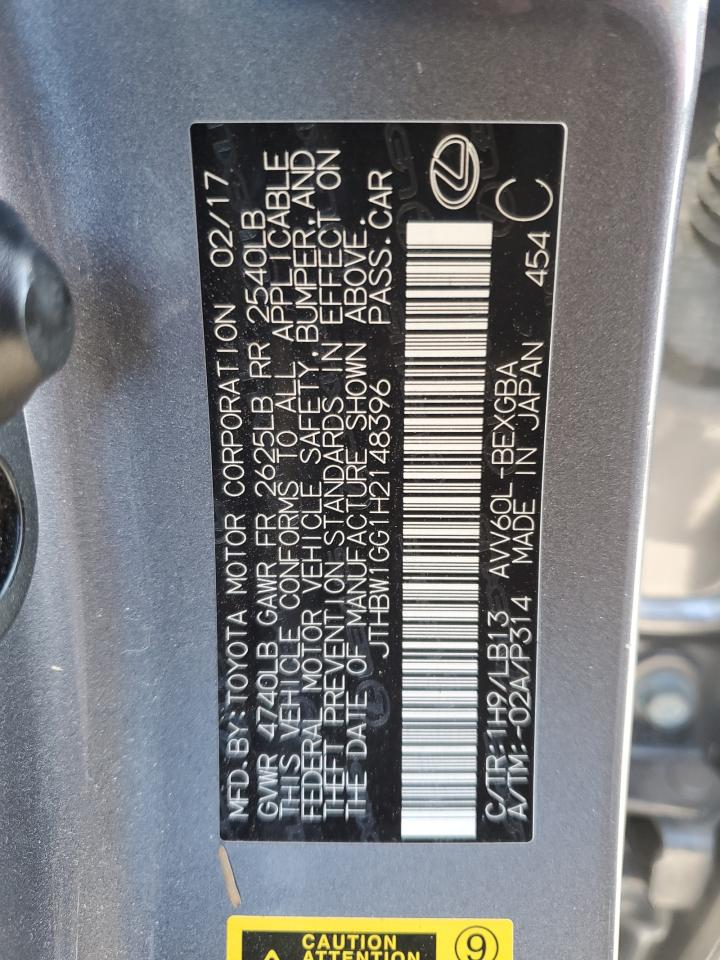 MFD.BY:TOYOTA MOTOR CORPORATION 02/17
GVWR 4740LB GAWR FR 2625LB RR 2540LB
THIS VEHICLE CONFORMS TO ALL APPLICABLE
FEDERAL MOTOR VEHICLE SAFETY,BUMPER,AND
THEFT PREVENTION STANDARDS IN EFFECT ON
THE DATE OF MANUFACTURE SHOWN ABOVE.
JTHBW1GG1H2148396 PASS.CAR
C/TR:1H9/LB13 AVV60L-BEXGBA
A/TM:-02A/P314 MADE IN JAPAN 454 C
CAUTION 9
ATTENTION